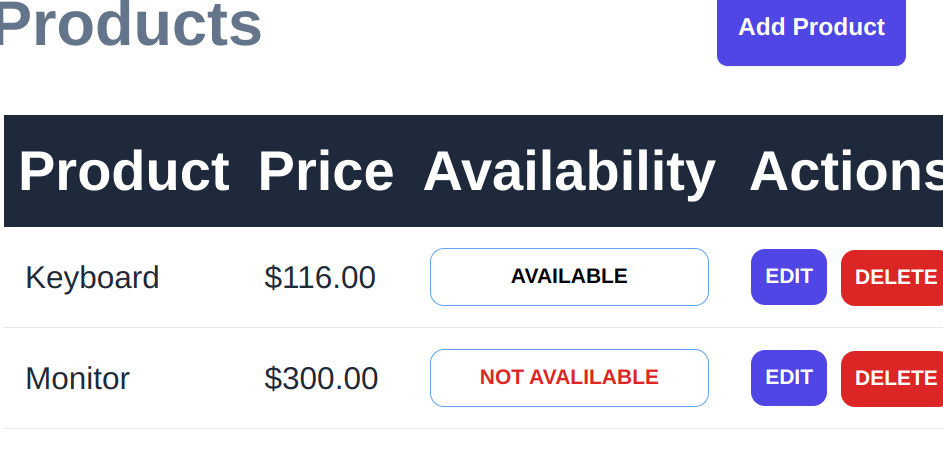 Products
Add Product
Product Price Availability Actions
Keyboard $116.00 AVAILABLE EDIT DELETE
Monitor $300.00 NOT AVALILABLE EDIT DELETE